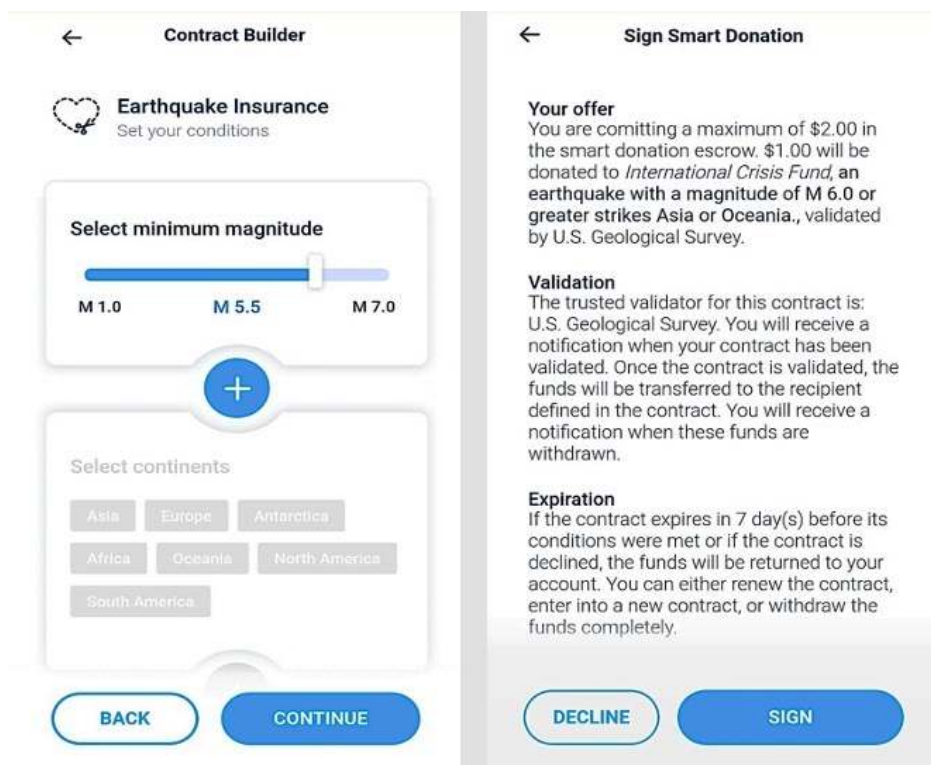 Contract Builder
Earthquake Insurance
Set your conditions
Select minimum magnitude
M 1.0 M 5.5 M 7.0
+
Select continents
Asia Europe Antarctica
Africa Oceania North America
South America
BACK CONTINUE
Sign Smart Donation
Your offer
You are comitting a maximum of $2.00 in
the smart donation escrow. $1.00 will be
donated to International Crisis Fund, an
earthquake with a magnitude of M 6.0 or
greater strikes Asia or Oceania., validated
by U.S. Geological Survey.
Validation
The trusted validator for this contract is:
U.S. Geological Survey. You will receive a
notification when your contract has been
validated. Once the contract is validated, the
funds will be transferred to the recipient
defined in the contract. You will receive a
notification when these funds are
withdrawn.
Expiration
If the contract expires in 7 day(s) before its
conditions were met or if the contract is
declined, the funds will be returned to your
account. You can either renew the contract,
enter into a new contract, or withdraw the
funds completely.
DECLINE SIGN